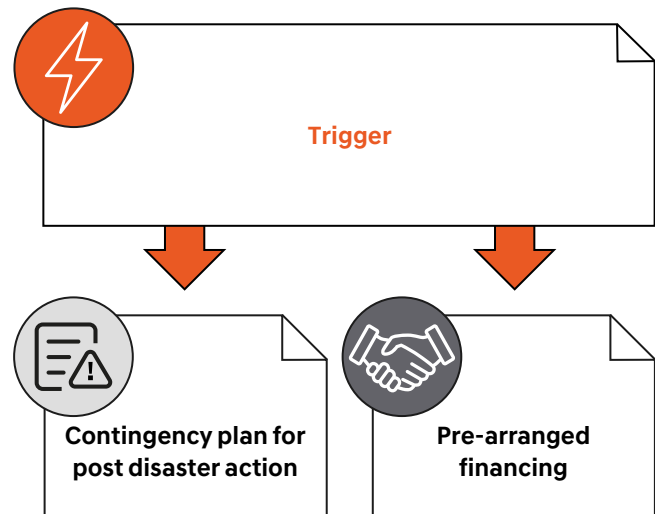 Trigger
Contingency plan for
post disaster action
Pre-arranged
financing